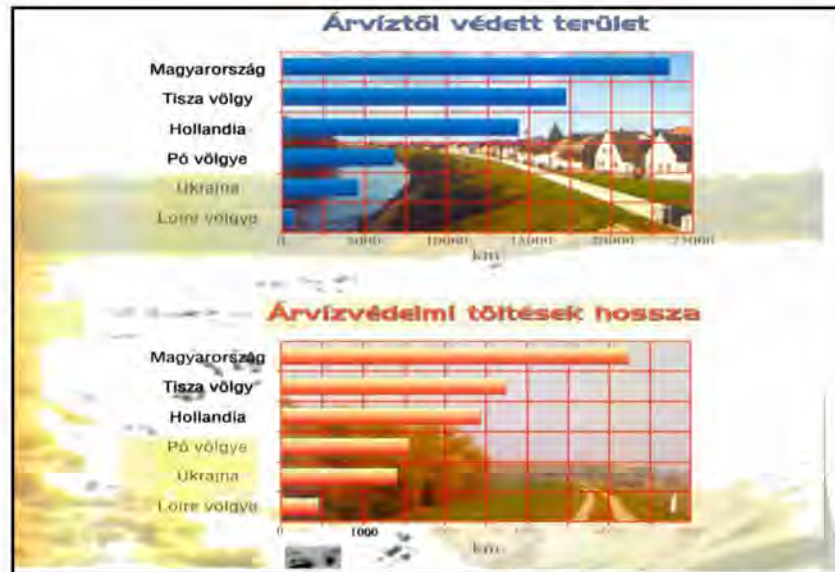 Árvíztől védett terület
Magyarország
Tisza völgy
Hollandia
Pó völgye
Ukrajna
Loire völgye
0 5000 10000 15000 20000 25000
km
Árvízvédelmi töltések hossza
Magyarország
Tisza völgy
Hollandia
Pó völgye
Ukrajna
Loire völgye
0 1000
km